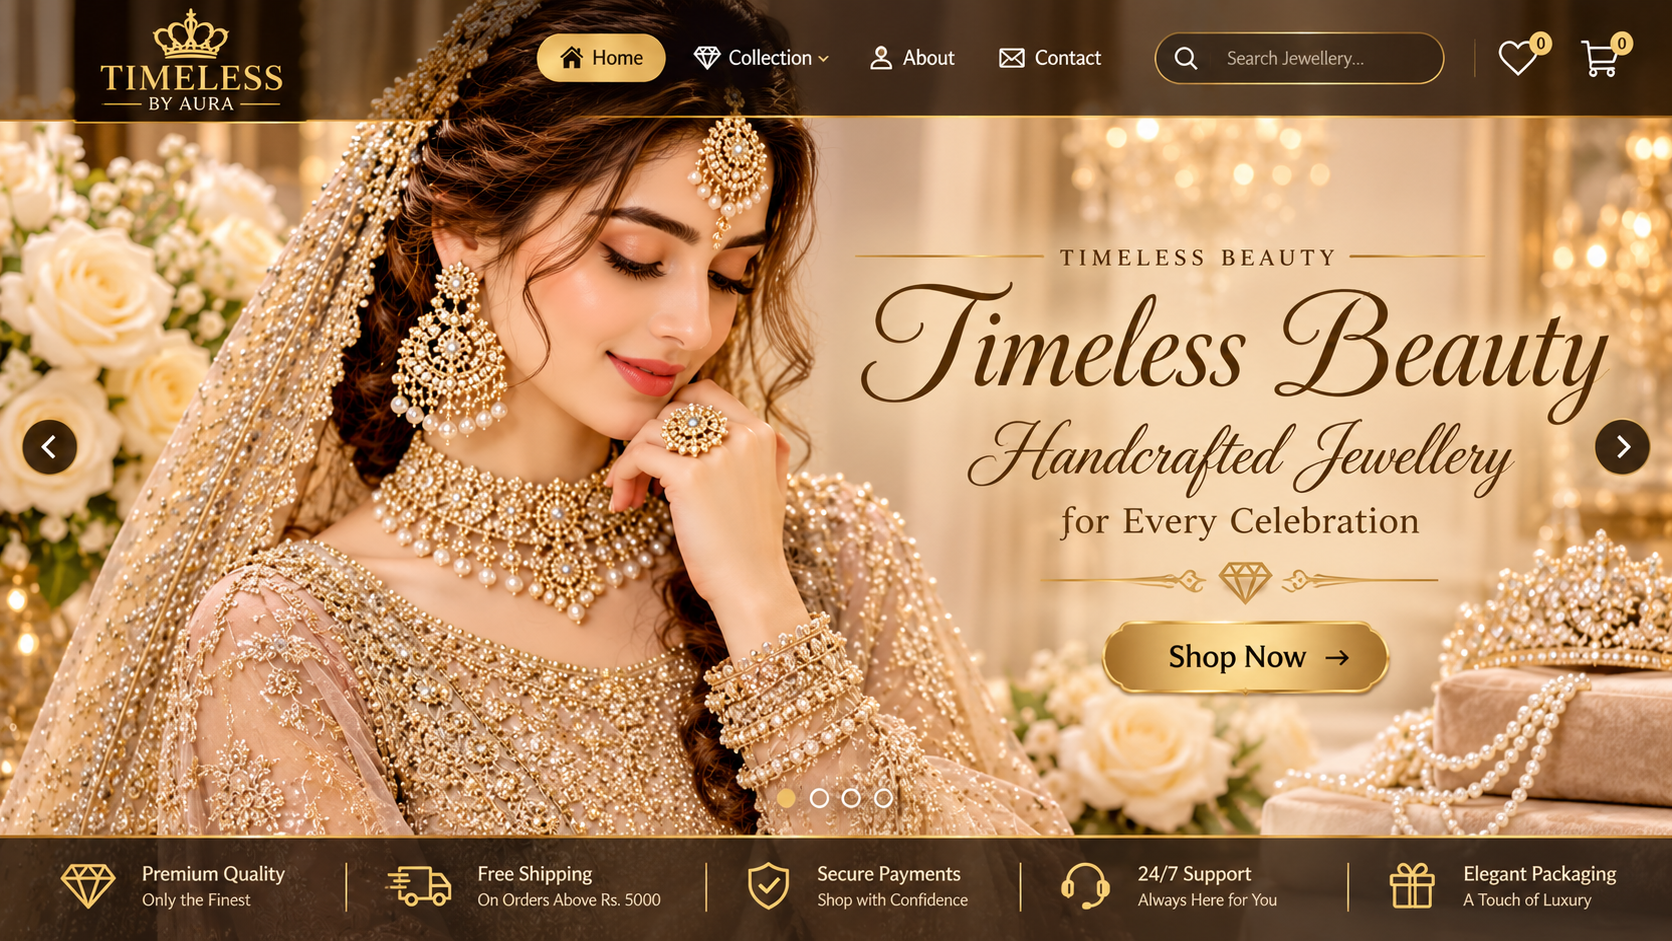 TIMELESS
BY AURA
Home
Collection
About
Contact
Search Jewellery...
0
0
TIMELESS BEAUTY
Timeless Beauty
Handcrafted Jewellery
for Every Celebration
Shop Now →
Premium Quality
Only the Finest
Free Shipping
On Orders Above Rs. 5000
Secure Payments
Shop with Confidence
24/7 Support
Always Here for You
Elegant Packaging
A Touch of Luxury